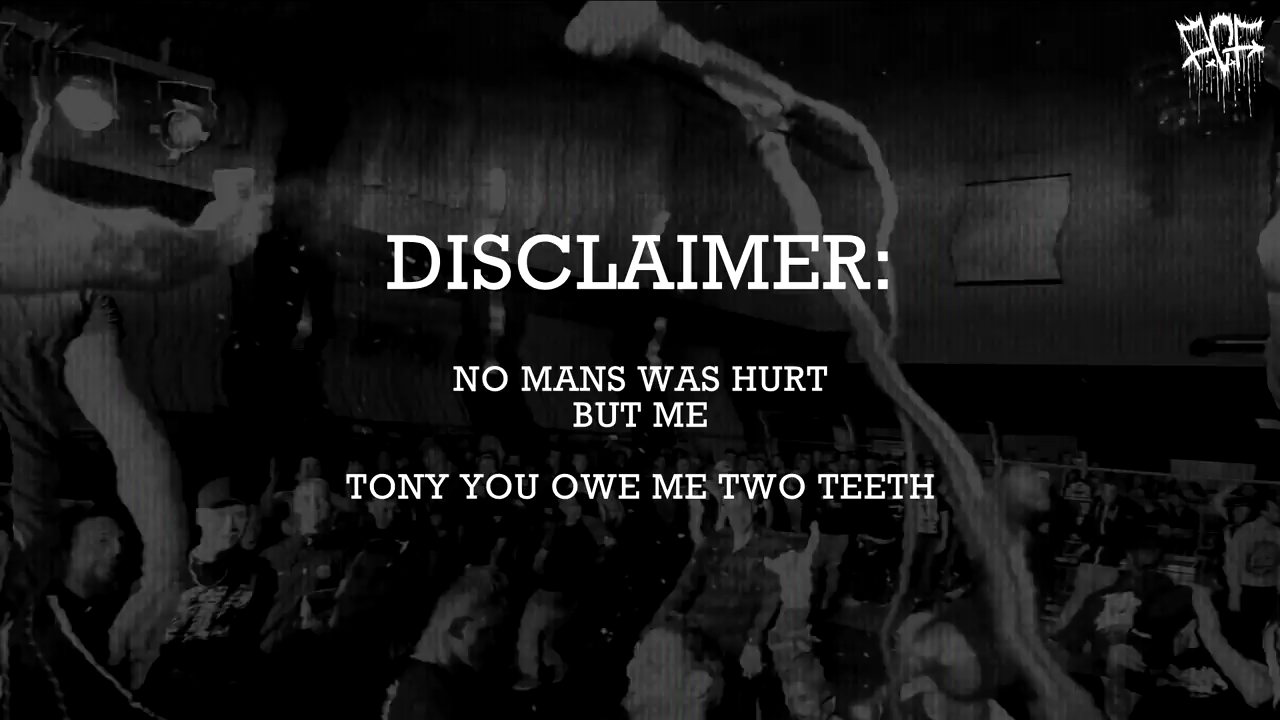 DISCLAIMER:
NO MANS WAS HURT
BUT ME
TONY YOU OWE ME TWO TEETH